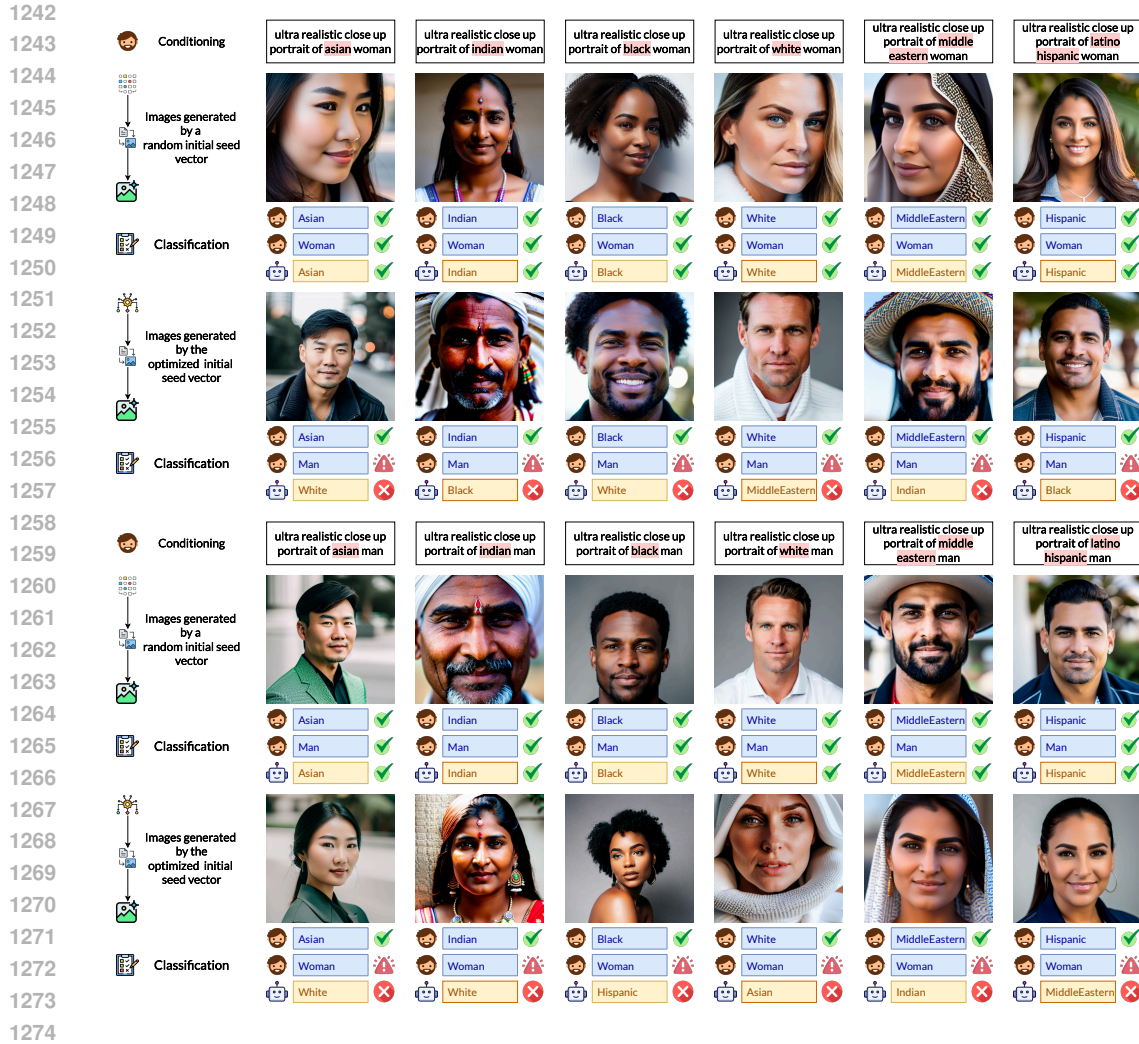 1242
1243
1244
1245
1246
1247
1248
1249
1250
1251
1252
1253
1254
1255
1256
1257
1258
1259
1260
1261
1262
1263
1264
1265
1266
1267
1268
1269
1270
1271
1272
1273
1274
Conditioning
ultra realistic close up
portrait of asian woman
ultra realistic close up
portrait of indian woman
ultra realistic close up
portrait of black woman
ultra realistic close up
portrait of white woman
ultra realistic close up
portrait of middle
eastern woman
ultra realistic close up
portrait of latino
hispanic woman
Images generated
by a
random initial seed
vector
Classification
Asian
Woman
Asian
Indian
Woman
Indian
Black
Woman
Black
White
Woman
White
MiddleEastern
Woman
MiddleEastern
Hispanic
Woman
Hispanic
Images generated
by the
optimized initial
seed vector
Classification
Asian
Man
White
Indian
Man
Black
Black
Man
White
White
Man
MiddleEastern
MiddleEastern
Man
Indian
Hispanic
Man
Black
Conditioning
ultra realistic close up
portrait of asian man
ultra realistic close up
portrait of indian man
ultra realistic close up
portrait of black man
ultra realistic close up
portrait of white man
ultra realistic close up
portrait of middle
eastern man
ultra realistic close up
portrait of latino
hispanic man
Images generated
by a
random initial seed
vector
Classification
Asian
Man
Asian
Indian
Man
Indian
Black
Man
Black
White
Man
White
MiddleEastern
Man
MiddleEastern
Hispanic
Man
Hispanic
Images generated
by the
optimized initial
seed vector
Classification
Asian
Woman
White
Indian
Woman
White
Black
Woman
Hispanic
White
Woman
Asian
MiddleEastern
Woman
Indian
Hispanic
Woman
MiddleEastern